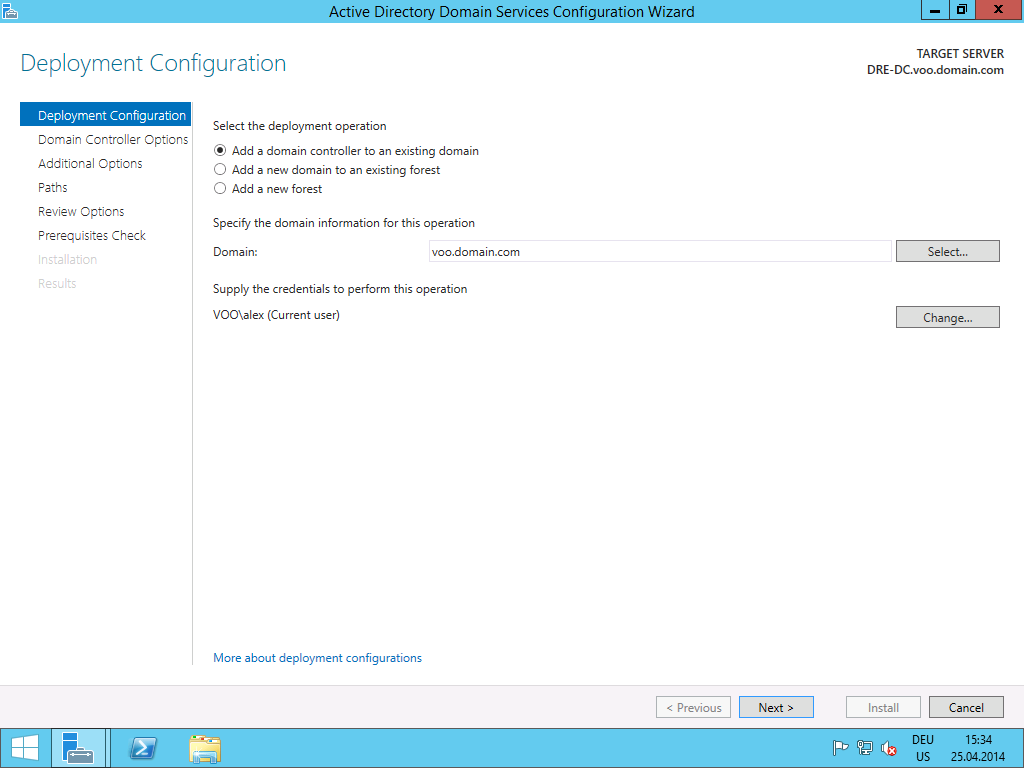 Active Directory Domain Services Configuration Wizard
Deployment Configuration
TARGET SERVER
DRE-DC.voo.domain.com
Deployment Configuration
Domain Controller Options
Additional Options
Paths
Review Options
Prerequisites Check
Installation
Results
Select the deployment operation
Add a domain controller to an existing domain
Add a new domain to an existing forest
Add a new forest
Specify the domain information for this operation
Domain: voo.domain.com Select...
Supply the credentials to perform this operation
VOO\alex (Current user) Change...
More about deployment configurations
< Previous Next > Install Cancel
DEU 15:34
US 25.04.2014